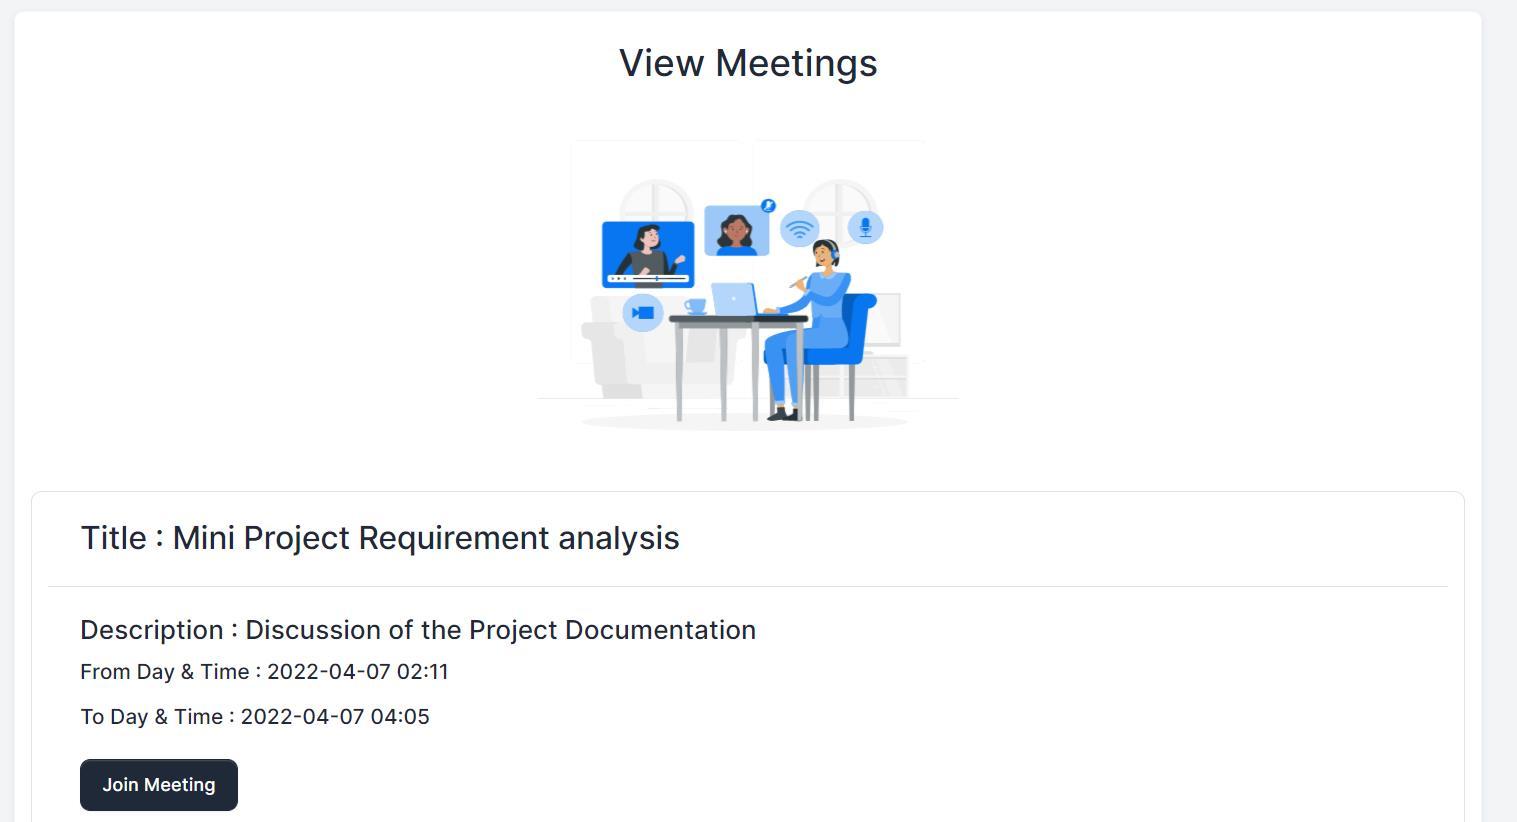 View Meetings
Title : Mini Project Requirement analysis
Description : Discussion of the Project Documentation
From Day & Time : 2022-04-07 02:11
To Day & Time : 2022-04-07 04:05
Join Meeting